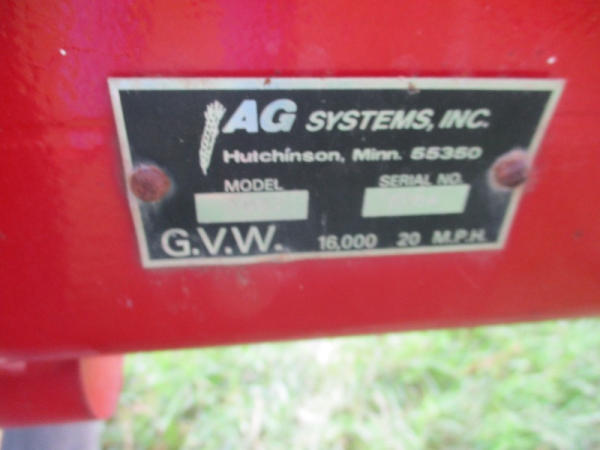 AG SYSTEMS, INC.
Hutchinson, Minn. 55350
MODEL SERIAL NO.
G.V.W. 16,000 20 M.P.H.